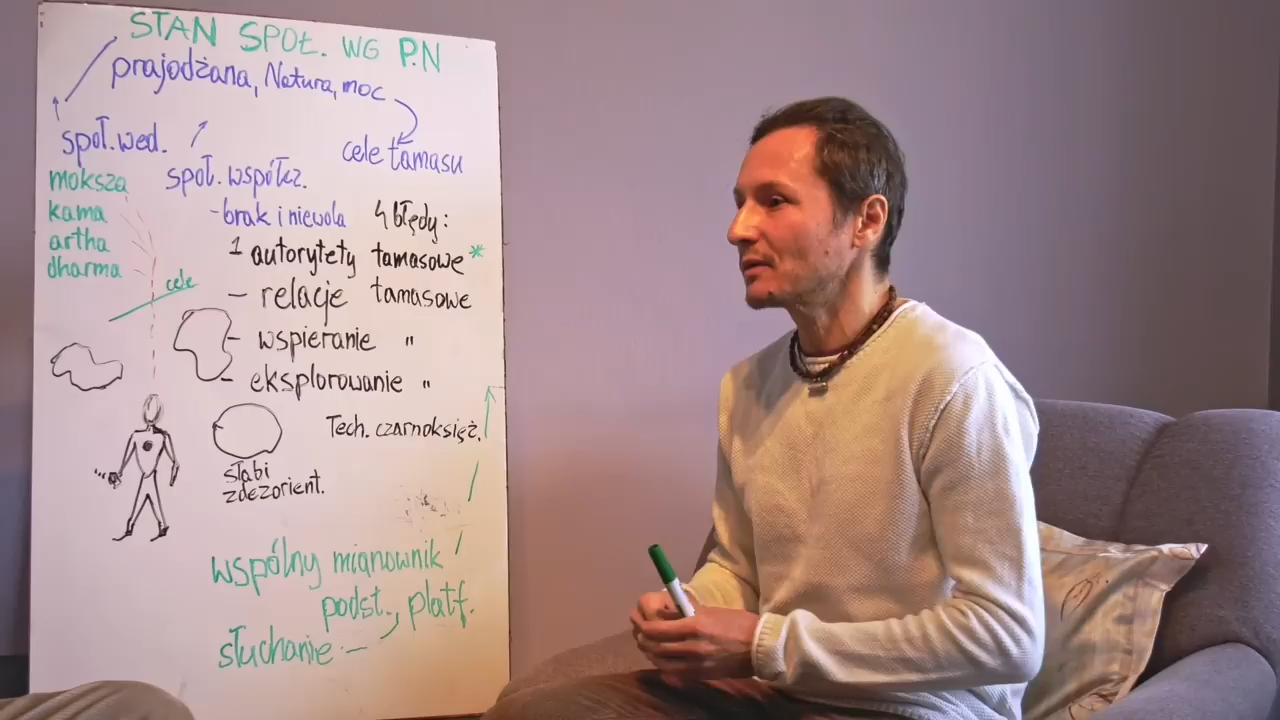 STAN SPOŁ. WG P.N
prajodżana, Natura, moc
społ. wed.
cele tamasu
moksza
kama
artha
dharma
cele
społ. współcz.
- brak i niewola
4 błędy:
1 autorytety tamasowe *
- relacje tamasowe
- wspieranie "
- eksplorowanie "
Tech. czarnoksięż.
słabi
zdezorient.
wspólny mianownik
podst., platf.
słuchanie -